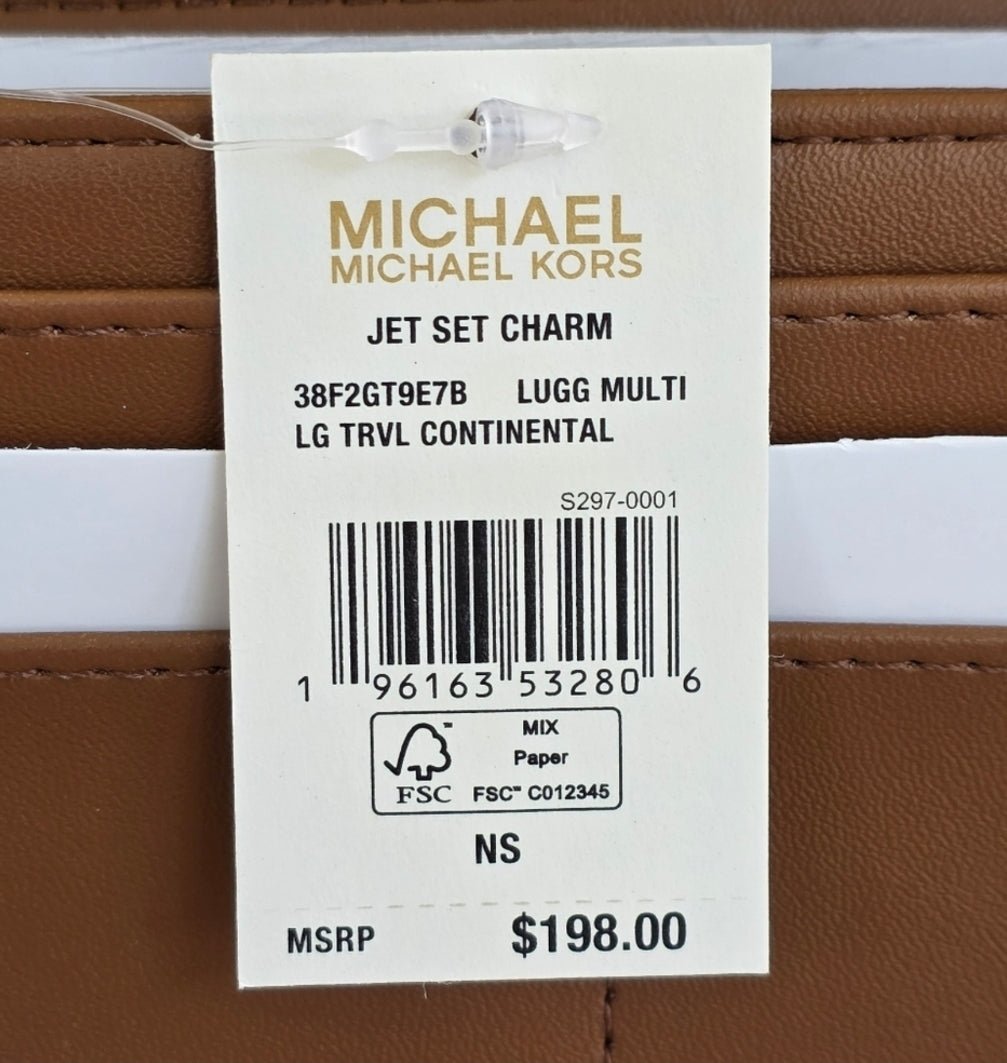 MICHAEL
MICHAEL KORS
JET SET CHARM
38F2GT9E7B LUGG MULTI
LG TRVL CONTINENTAL
S297-0001
1 96163 53280 6
MIX
Paper
FSC FSC™ C012345
NS
MSRP $198.00